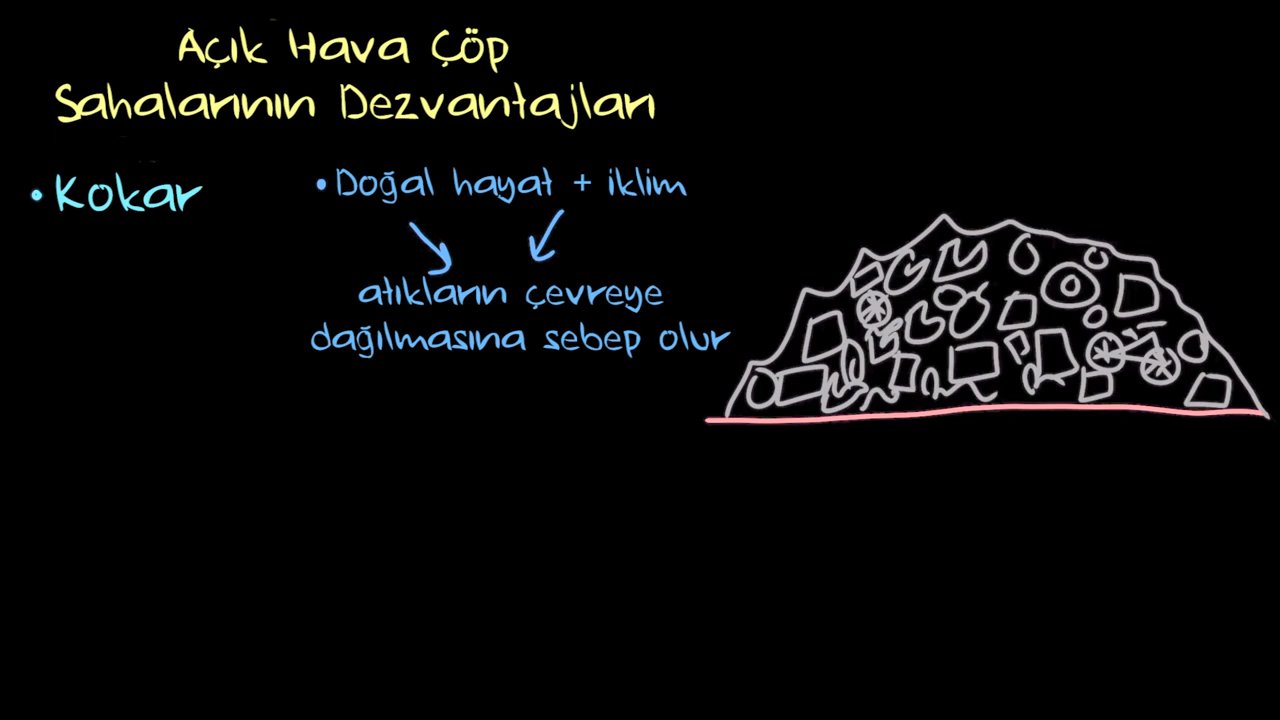 Açık Hava Çöp
Sahalarının Dezvantajları
• Kokar
• Doğal hayat + iklim
atıkların çevreye
dağılmasına sebep olur